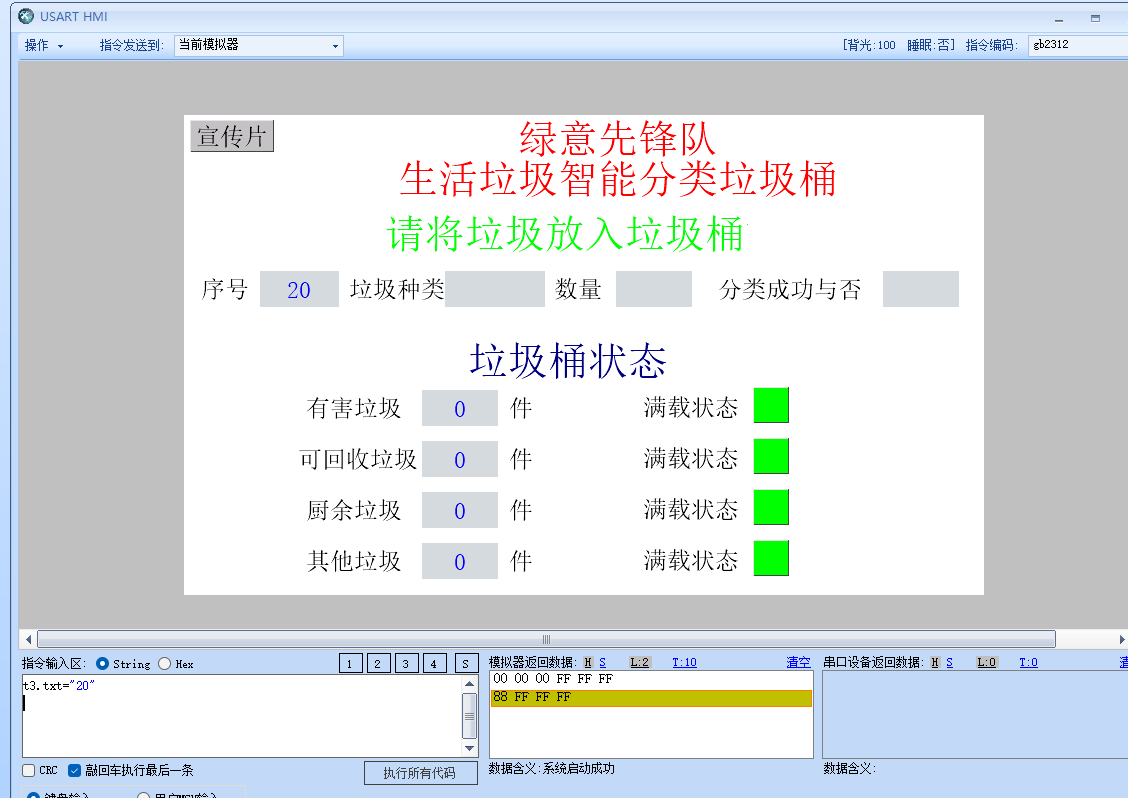 USART HMI
操作 指令发送到: 当前模拟器 [背光:100 睡眠:否] 指令编码: gb2312
宣传片
绿意先锋队
生活垃圾智能分类垃圾桶
请将垃圾放入垃圾桶
序号 20 垃圾种类 数量 分类成功与否
垃圾桶状态
有害垃圾 0 件 满载状态
可回收垃圾 0 件 满载状态
厨余垃圾 0 件 满载状态
其他垃圾 0 件 满载状态
指令输入区: String Hex 1 2 3 4 S
模拟器返回数据: H S L:2 T:10 清空
串口设备返回数据: H S L:0 T:0
t3.txt="20"
00 00 00 FF FF FF
88 FF FF FF
CRC 敲回车执行最后一条 执行所有代码
数据含义:系统启动成功
数据含义: